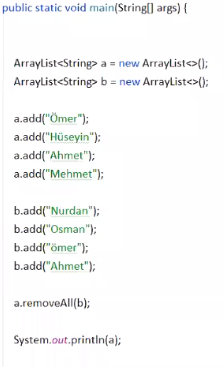 public static void main(String[] args) {
ArrayList<String> a = new ArrayList<>();
ArrayList<String> b = new ArrayList<>();
a.add("Ömer");
a.add("Hüseyin");
a.add("Ahmet");
a.add("Mehmet");
b.add("Nurdan");
b.add("Osman");
b.add("ömer");
b.add("Ahmet");
a.removeAll(b);
System.out.println(a);